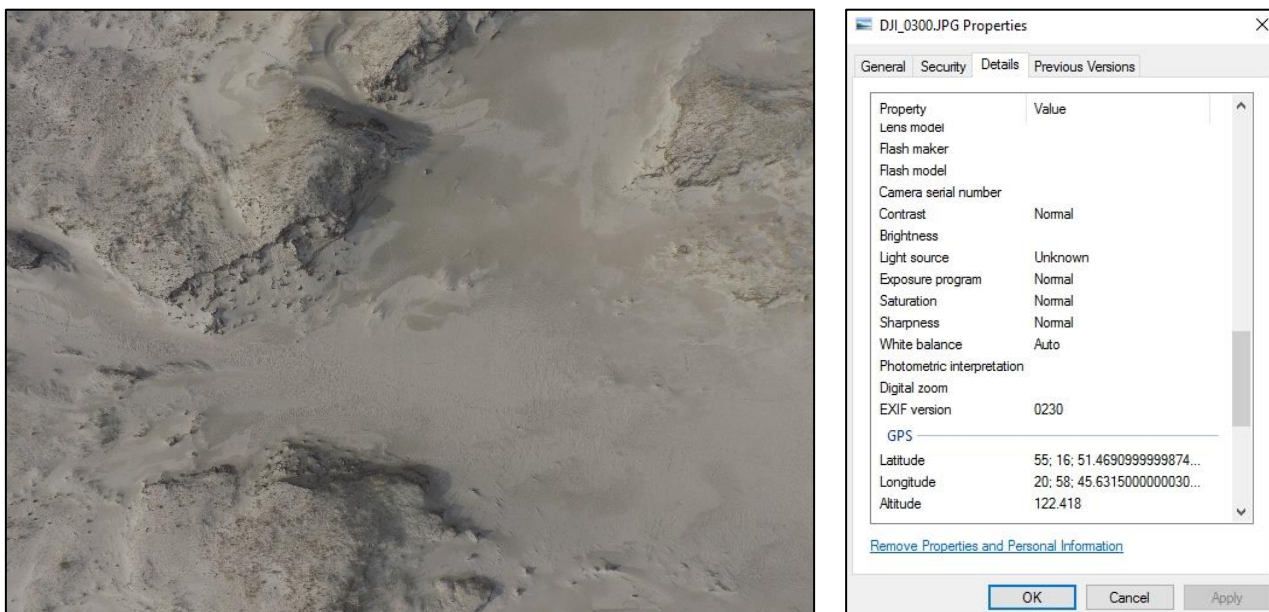 DJI_0300.JPG Properties
General Security Details Previous Versions
Property Value
Lens model
Flash maker
Flash model
Camera serial number
Contrast Normal
Brightness
Light source Unknown
Exposure program Normal
Saturation Normal
Sharpness Normal
White balance Auto
Photometric interpretation
Digital zoom
EXIF version 0230
GPS
Latitude 55; 16; 51.4690999999874...
Longitude 20; 58; 45.6315000000030...
Altitude 122.418
Remove Properties and Personal Information
OK Cancel Apply